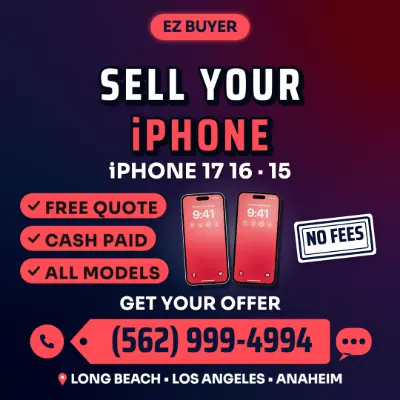 EZ BUYER
SELL YOUR
iPHONE
iPHONE 17 16 · 15
FREE QUOTE
CASH PAID
ALL MODELS
9:41
9:41
NO FEES
GET YOUR OFFER
(562) 999-4994
LONG BEACH • LOS ANGELES • ANAHEIM